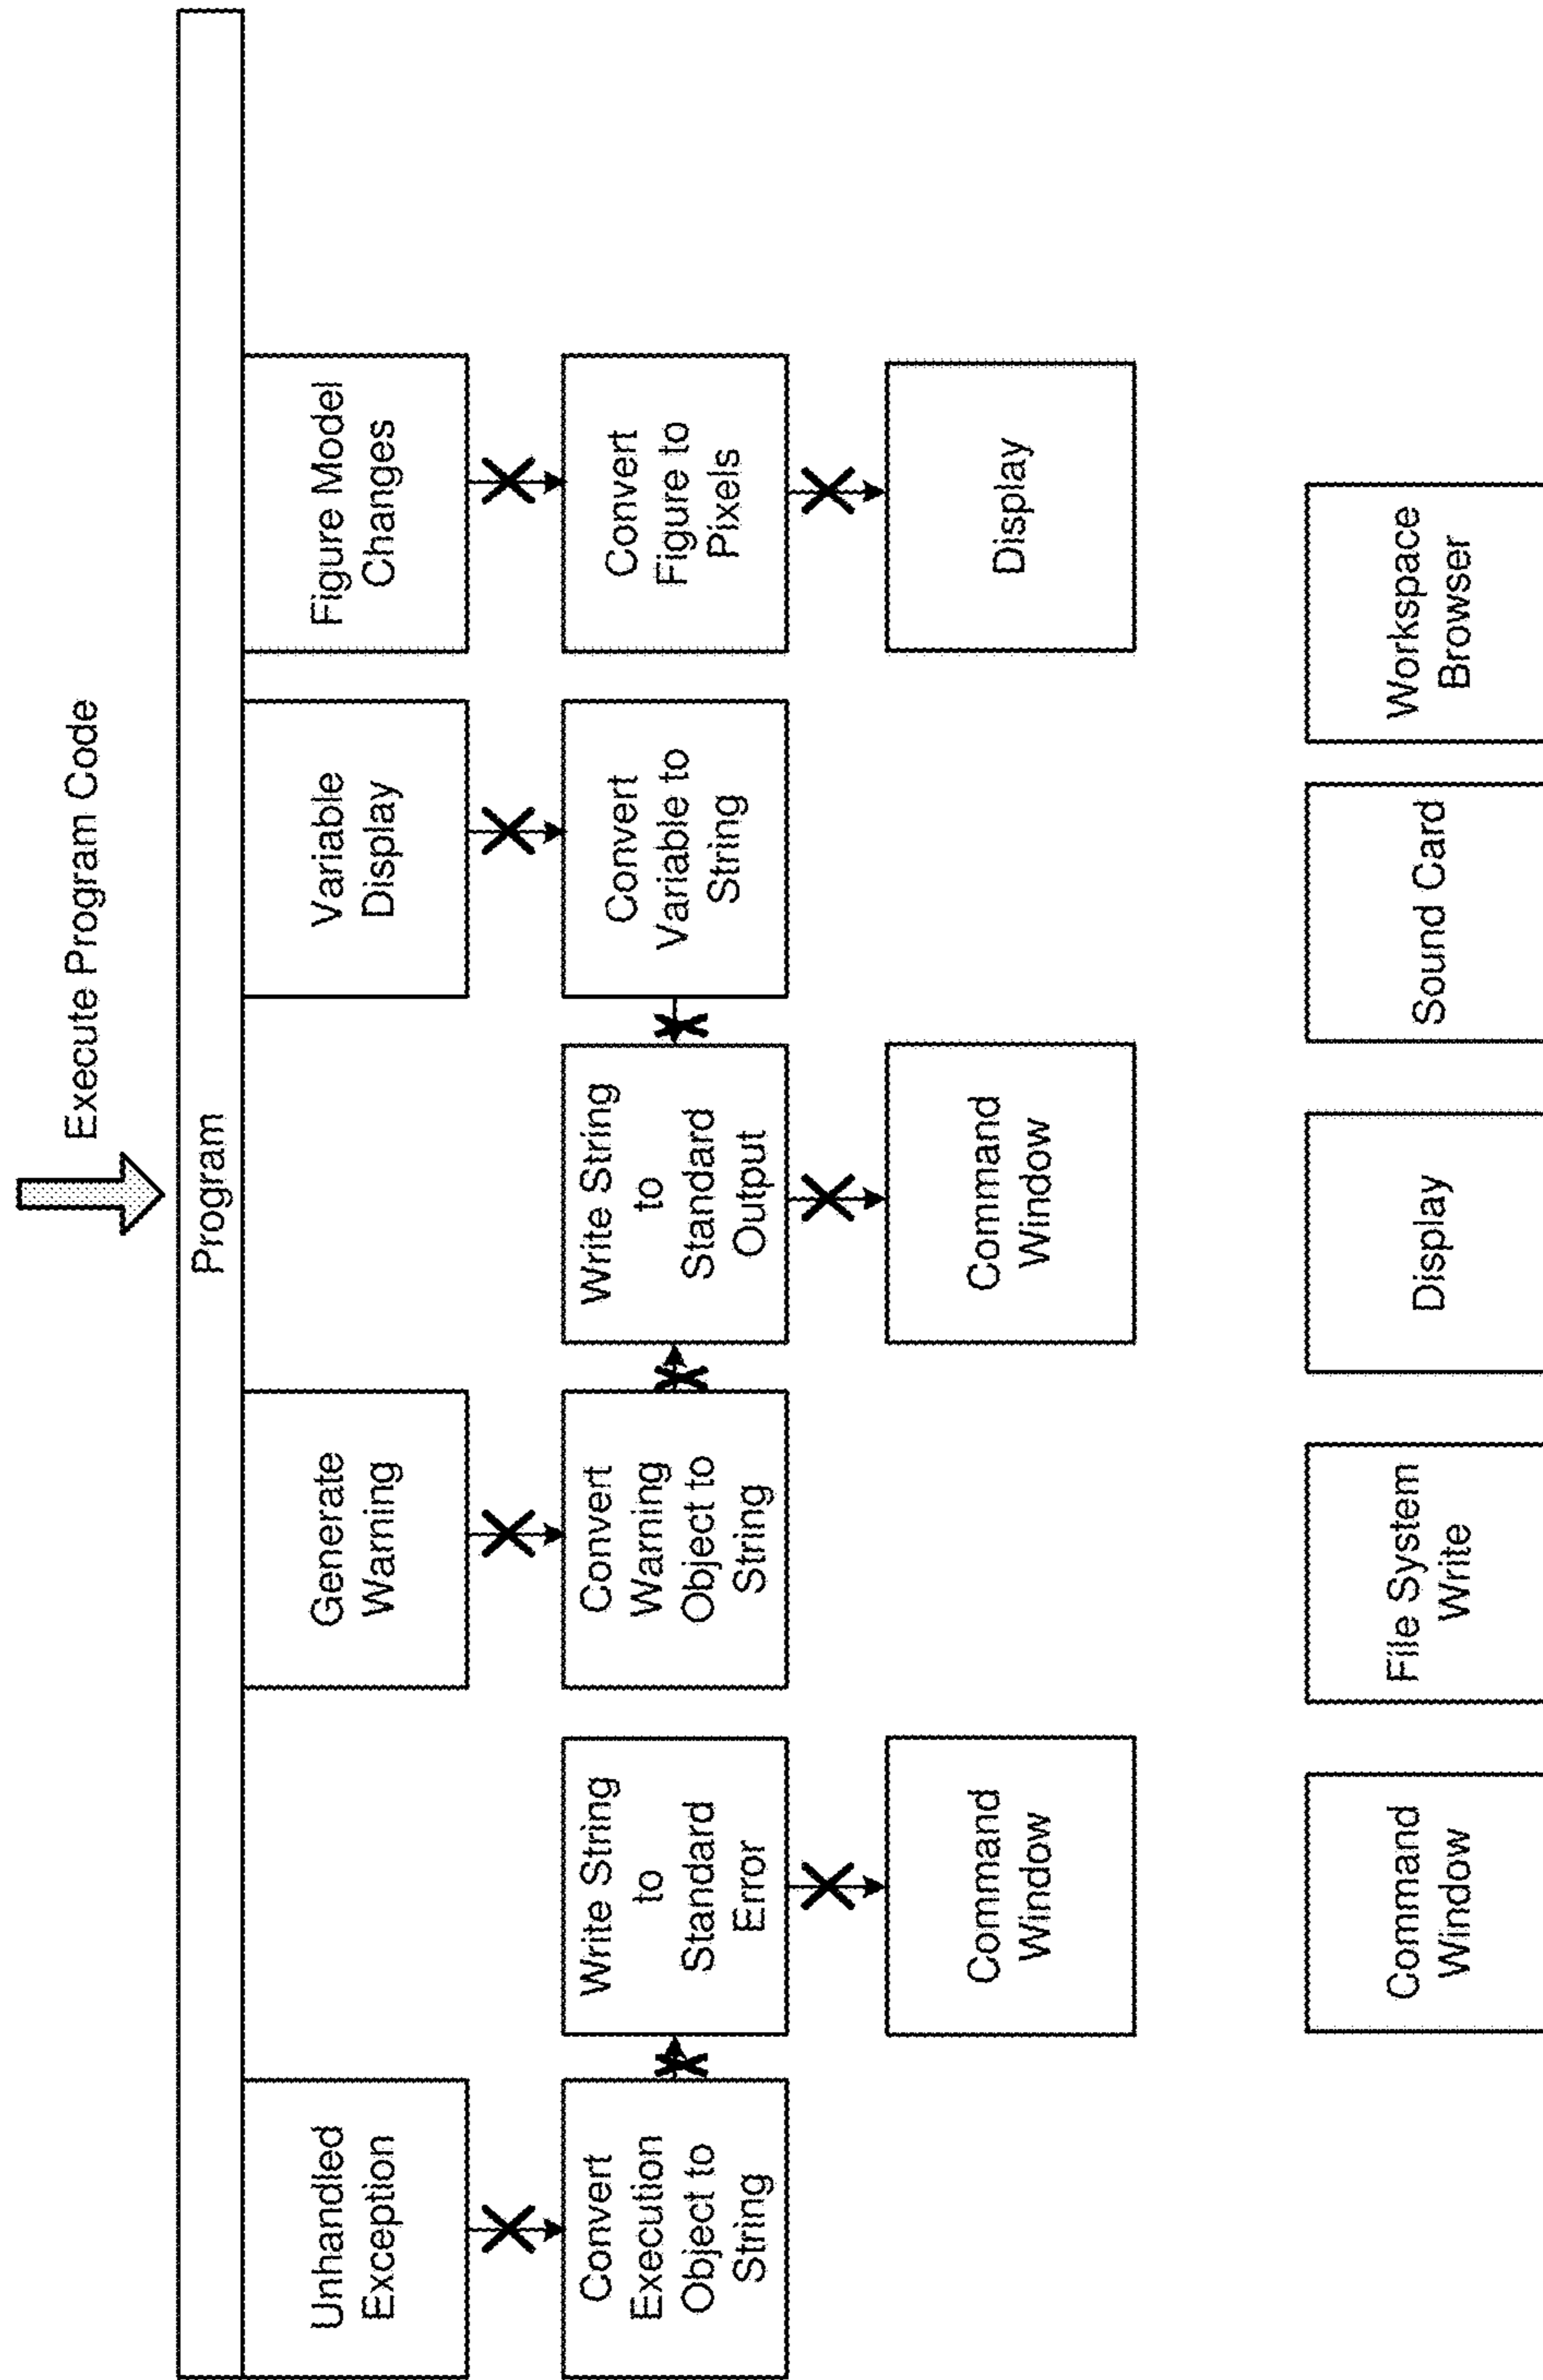 Execute Program Code
Program
Unhandled
Exception
Generate
Warning
Variable
Display
Figure Model
Changes
Convert
Execution
Object to
String
Write String
to
Standard
Error
Convert
Warning
Object to
String
Write String
to
Standard
Output
Convert
Variable to
String
Convert
Figure to
Pixels
Command
Window
Command
Window
Display
Command
Window
File System
Write
Display
Sound Card
Workspace
Browser